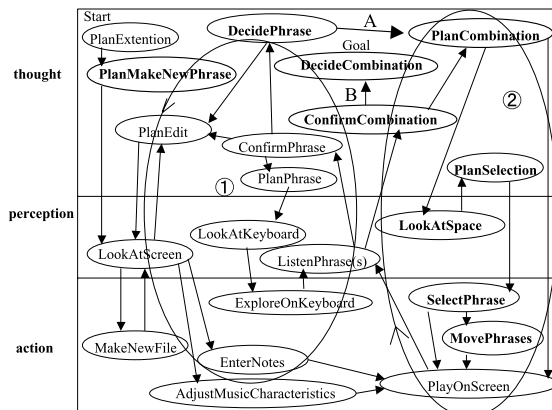 Start
PlanExtention
DecidePhrase
A
PlanCombination
Goal
DecideCombination
thought
PlanMakeNewPhrase
B
ConfirmCombination
②
PlanEdit
ConfirmPhrase
PlanSelection
①
PlanPhrase
perception
LookAtSpace
LookAtKeyboard
LookAtScreen
ListenPhrase(s)
SelectPhrase
ExploreOnKeyboard
action
MakeNewFile
MovePhrases
EnterNotes
PlayOnScreen
AdjustMusicCharacteristics